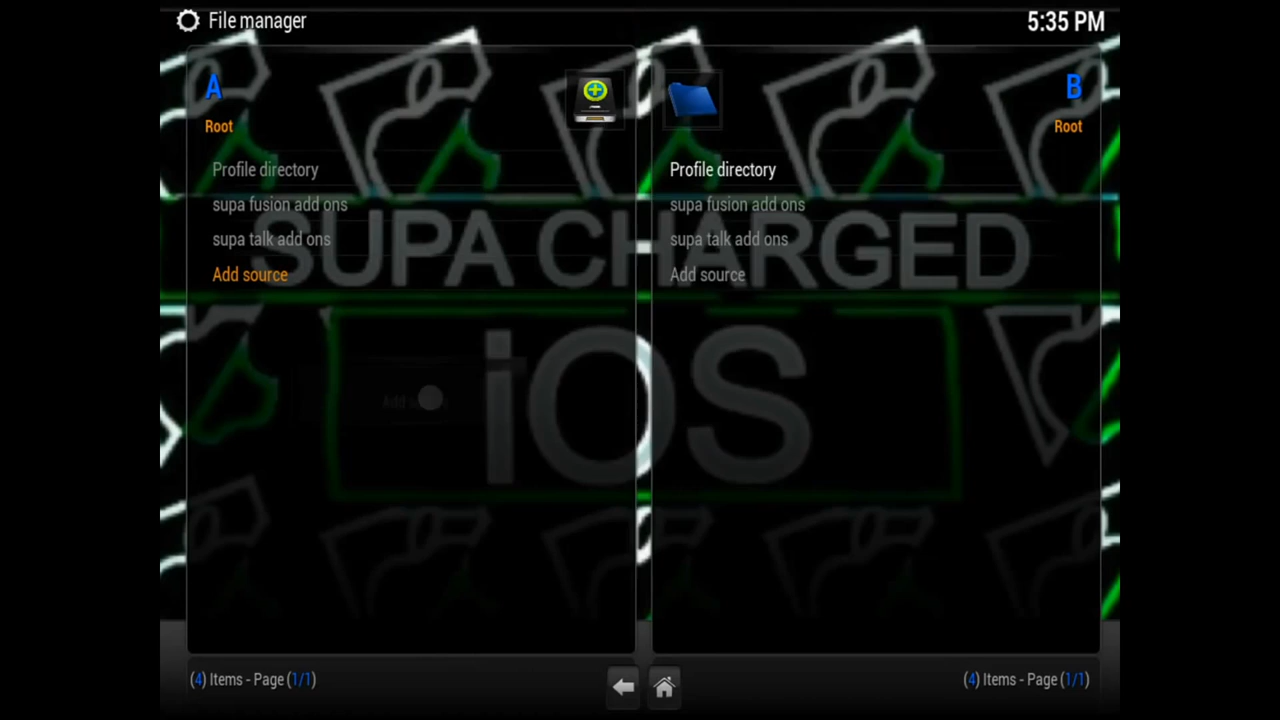 File manager
5:35 PM
A
Root
Profile directory
supa fusion add ons
supa talk add ons
Add source
(4) Items - Page (1/1)
B
Root
Profile directory
supa fusion add ons
supa talk add ons
Add source
(4) Items - Page (1/1)
SUPA CHARGED
iOS